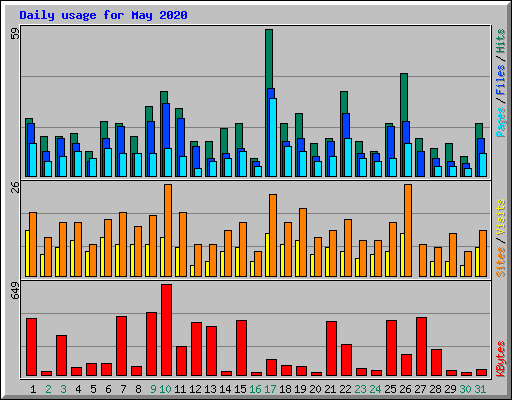 Daily usage for May 2020
59
Pages / Files / Hits
26
Sites / Visits
649
KBytes
1 2 3 4 5 6 7 8 9 10 11 12 13 14 15 16 17 18 19 20 21 22 23 24 25 26 27 28 29 30 31